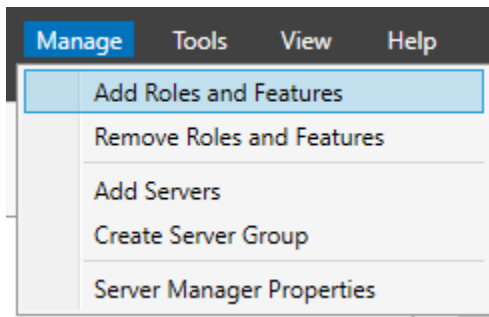 Manage Tools View Help
Add Roles and Features
Remove Roles and Features
Add Servers
Create Server Group
Server Manager Properties